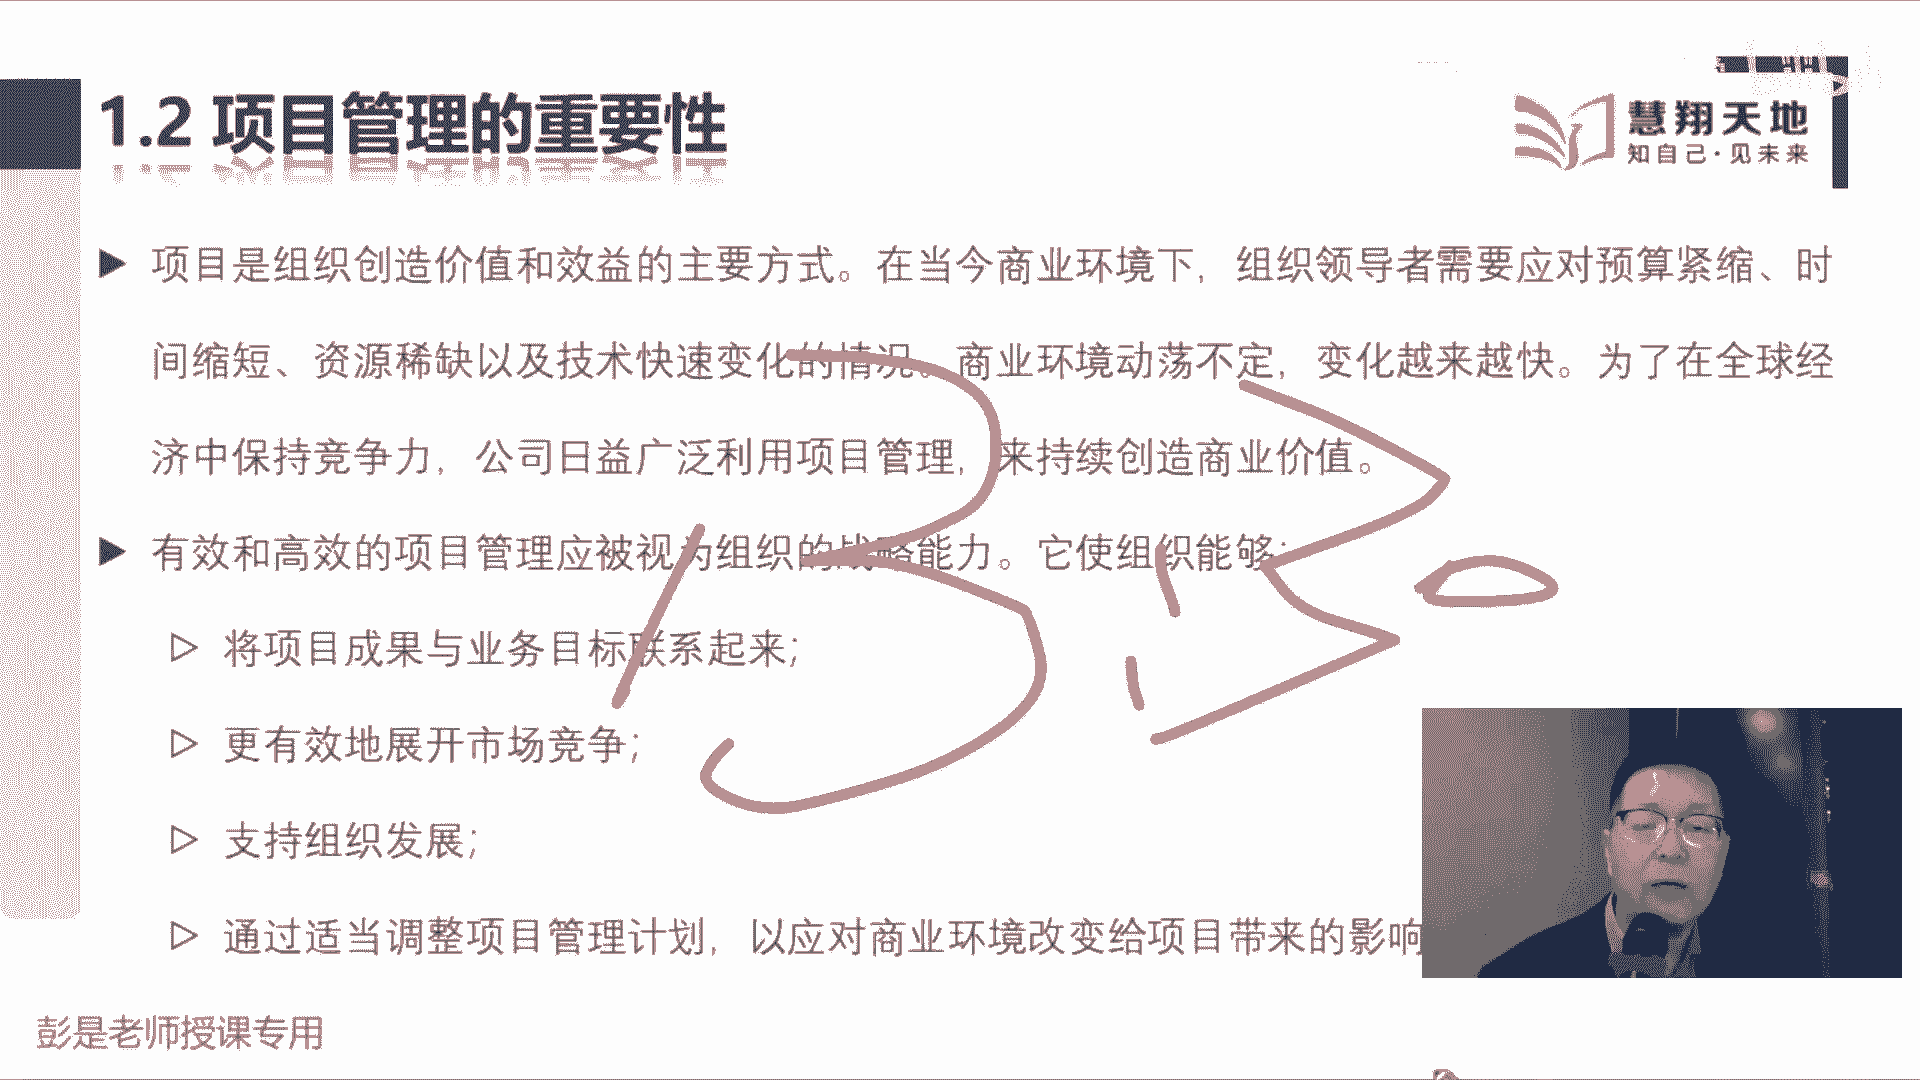 1.2 项目管理的重要性
慧翔天地
知自己·见未来
▶ 项目是组织创造价值和效益的主要方式。在当今商业环境下，组织领导者需要应对预算紧缩、时
间缩短、资源稀缺以及技术快速变化的情况。商业环境动荡不定，变化越来越快。为了在全球经
济中保持竞争力，公司日益广泛利用项目管理，来持续创造商业价值。
▶ 有效和高效的项目管理应被视为组织的战略能力。它使组织能够：
▷ 将项目成果与业务目标联系起来；
▷ 更有效地展开市场竞争；
▷ 支持组织发展；
▷ 通过适当调整项目管理计划，以应对商业环境改变给项目带来的影响
彭是老师授课专用